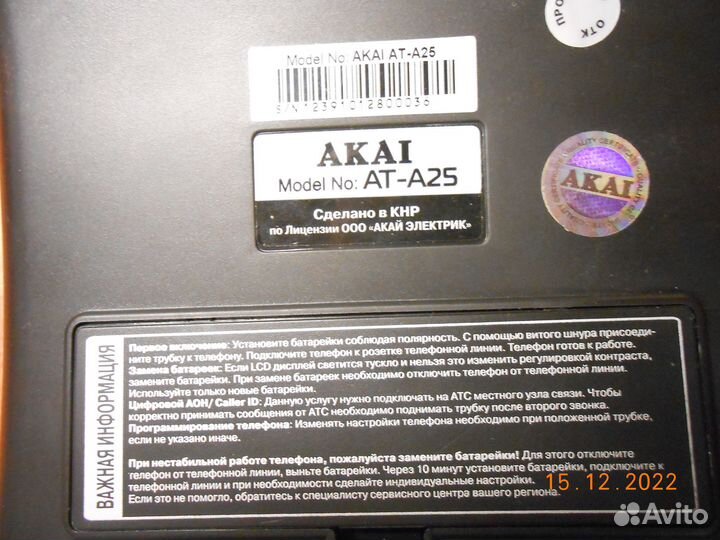 ПРО
ОТК
Model No: AKAI AT-A25
S/N 12391012800036
AKAI
Model No: AT-A25
Сделано в КНР
по Лицензии ООО «АКАЙ ЭЛЕКТРИК»
QUALITY CERTIFICATE
AKAI
ВАЖНАЯ ИНФОРМАЦИЯ
Первое включение: Установите батарейки соблюдая полярность. С помощью витого шнура присоеди-
ните трубку к телефону. Подключите телефон к розетке телефонной линии. Телефон готов к работе.
Замена батареек: Если LCD дисплей светится тускло и нельзя это изменить регулировкой контраста,
замените батарейки. При замене батареек необходимо отключить телефон от телефонной линии.
Используйте только новые батарейки.
Цифровой АОН/ Caller ID: Данную услугу нужно подключать на АТС местного узла связи. Чтобы
корректно принимать сообщения от АТС необходимо поднимать трубку после второго звонка.
Программирование телефона: Изменять настройки телефона необходимо при положенной трубке,
если не указано иначе.
При нестабильной работе телефона, пожалуйста замените батарейки! Для этого отключите
телефон от телефонной линии, выньте батарейки. Через 10 минут установите батарейки, подключите к
телефонной линии и при необходимости сделайте индивидуальные настройки.
Если это не помогло, обратитесь к специалисту сервисного центра вашего региона.
15.12.2022
Avito